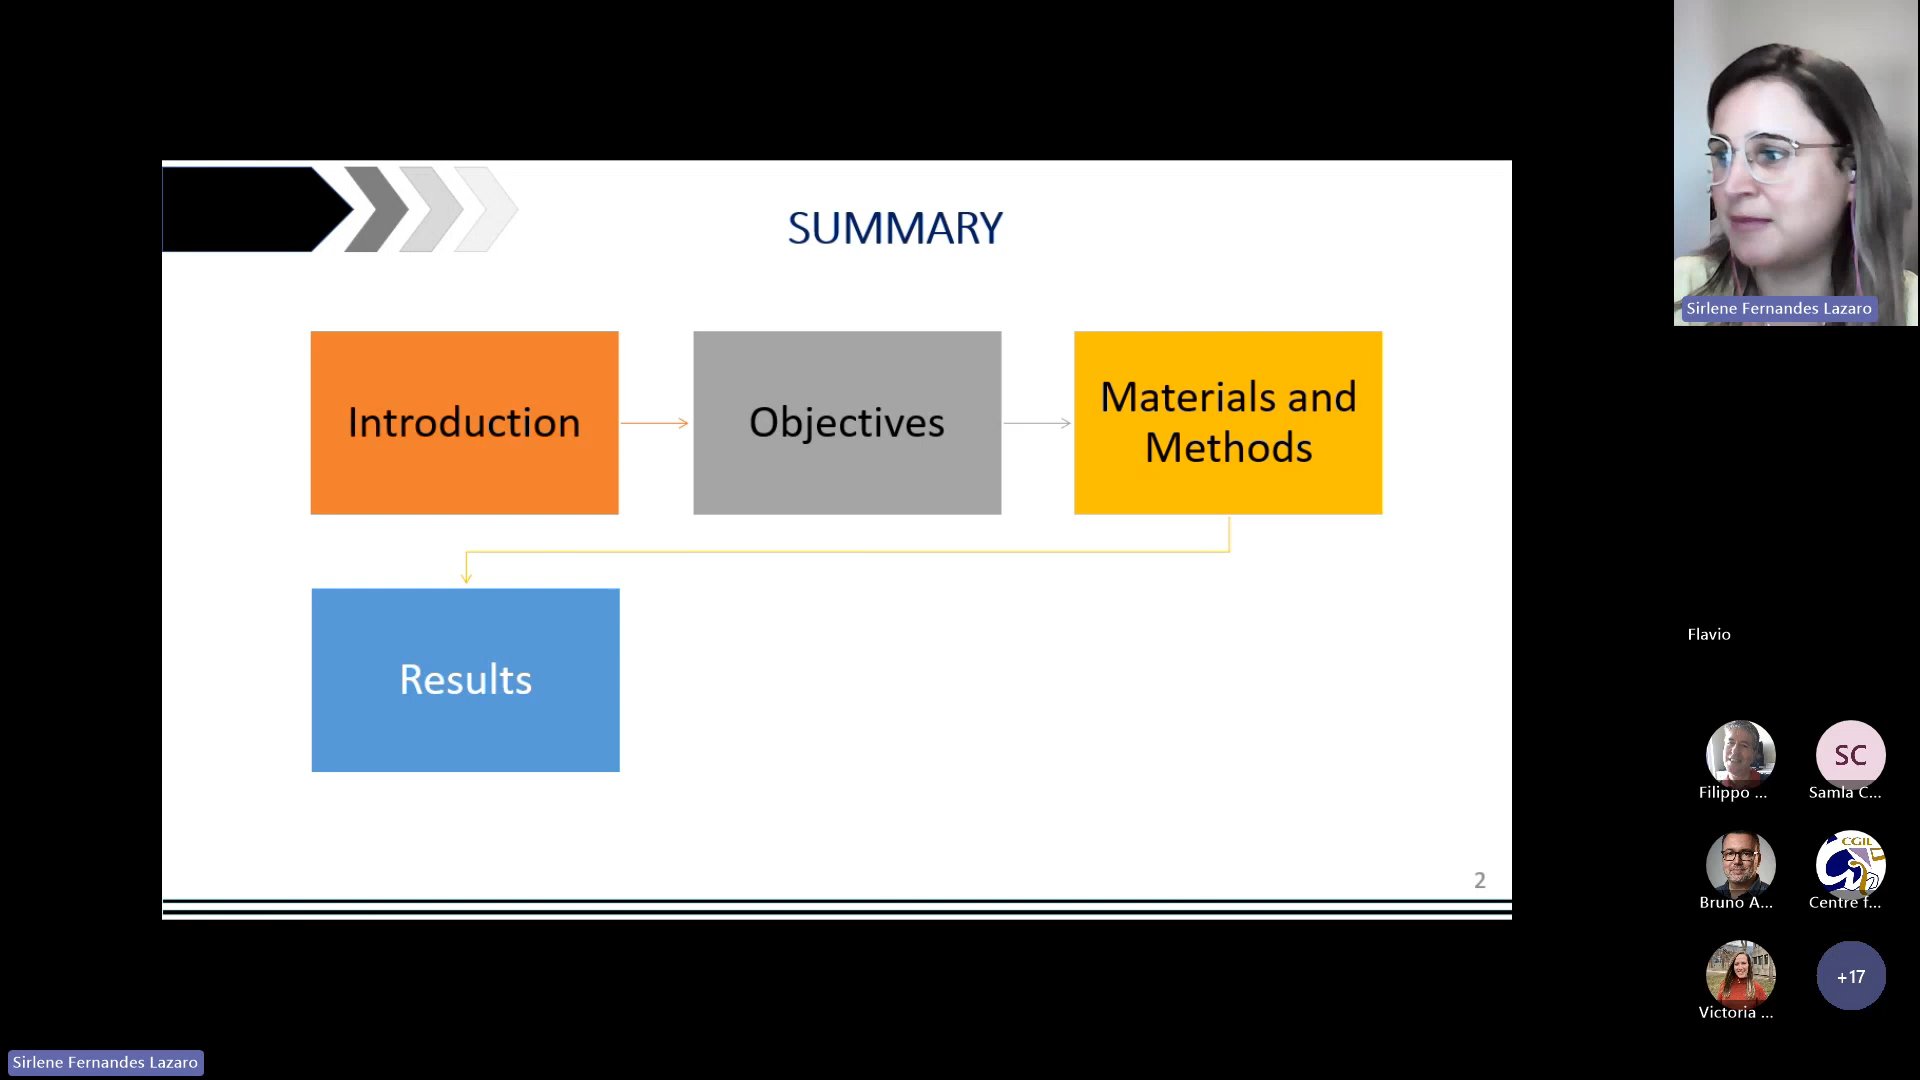 SUMMARY
Introduction
Objectives
Materials and
Methods
Results
2
Sirlene Fernandes Lazaro
Flavio
Filippo ...
SC
Samla C...
Bruno A...
CGIL
Centre f...
Victoria ...
+17
Sirlene Fernandes Lazaro